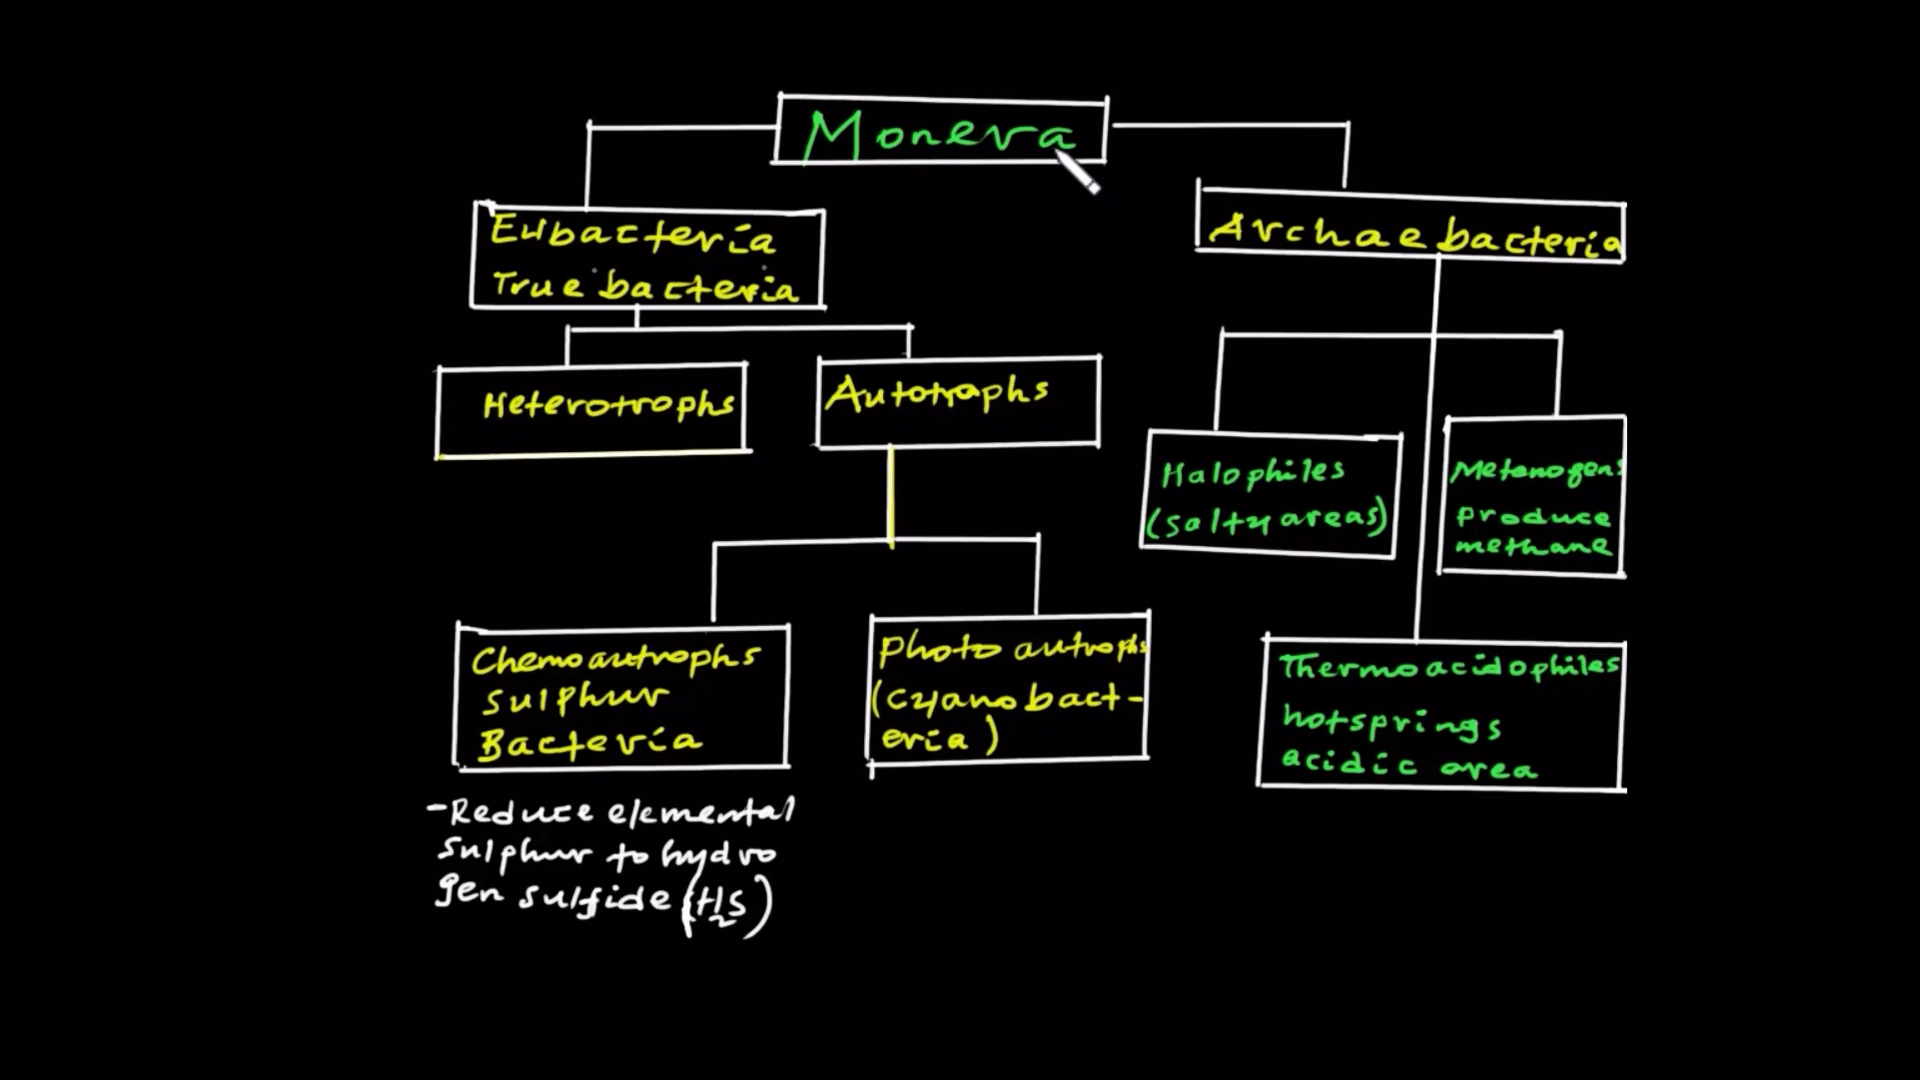 Monera
Eubacteria
True bacteria
Archaebacteria
Heterotrophs
Autotrophs
Halophiles
(salty areas)
Metanogens
produce
methane
Chemoautrophs
sulphur
Bacteria
Photo autrophs
(cyanobact-
eria)
Thermoacidophiles
hotsprings
acidic area
-Reduce elemental
sulphur to hydro
gen sulfide (H2S)